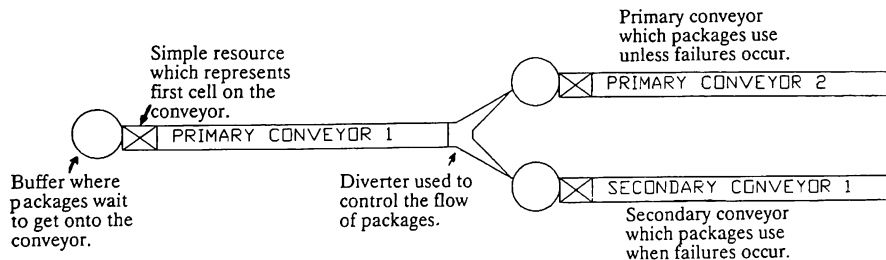 Simple resource
which represents
first cell on the
conveyor.
Primary conveyor
which packages use
unless failures occur.
PRIMARY CONVEYOR 1
PRIMARY CONVEYOR 2
Buffer where
packages wait
to get onto the
conveyor.
Diverter used to
control the flow
of packages.
SECONDARY CONVEYOR 1
Secondary conveyor
which packages use
when failures occur.